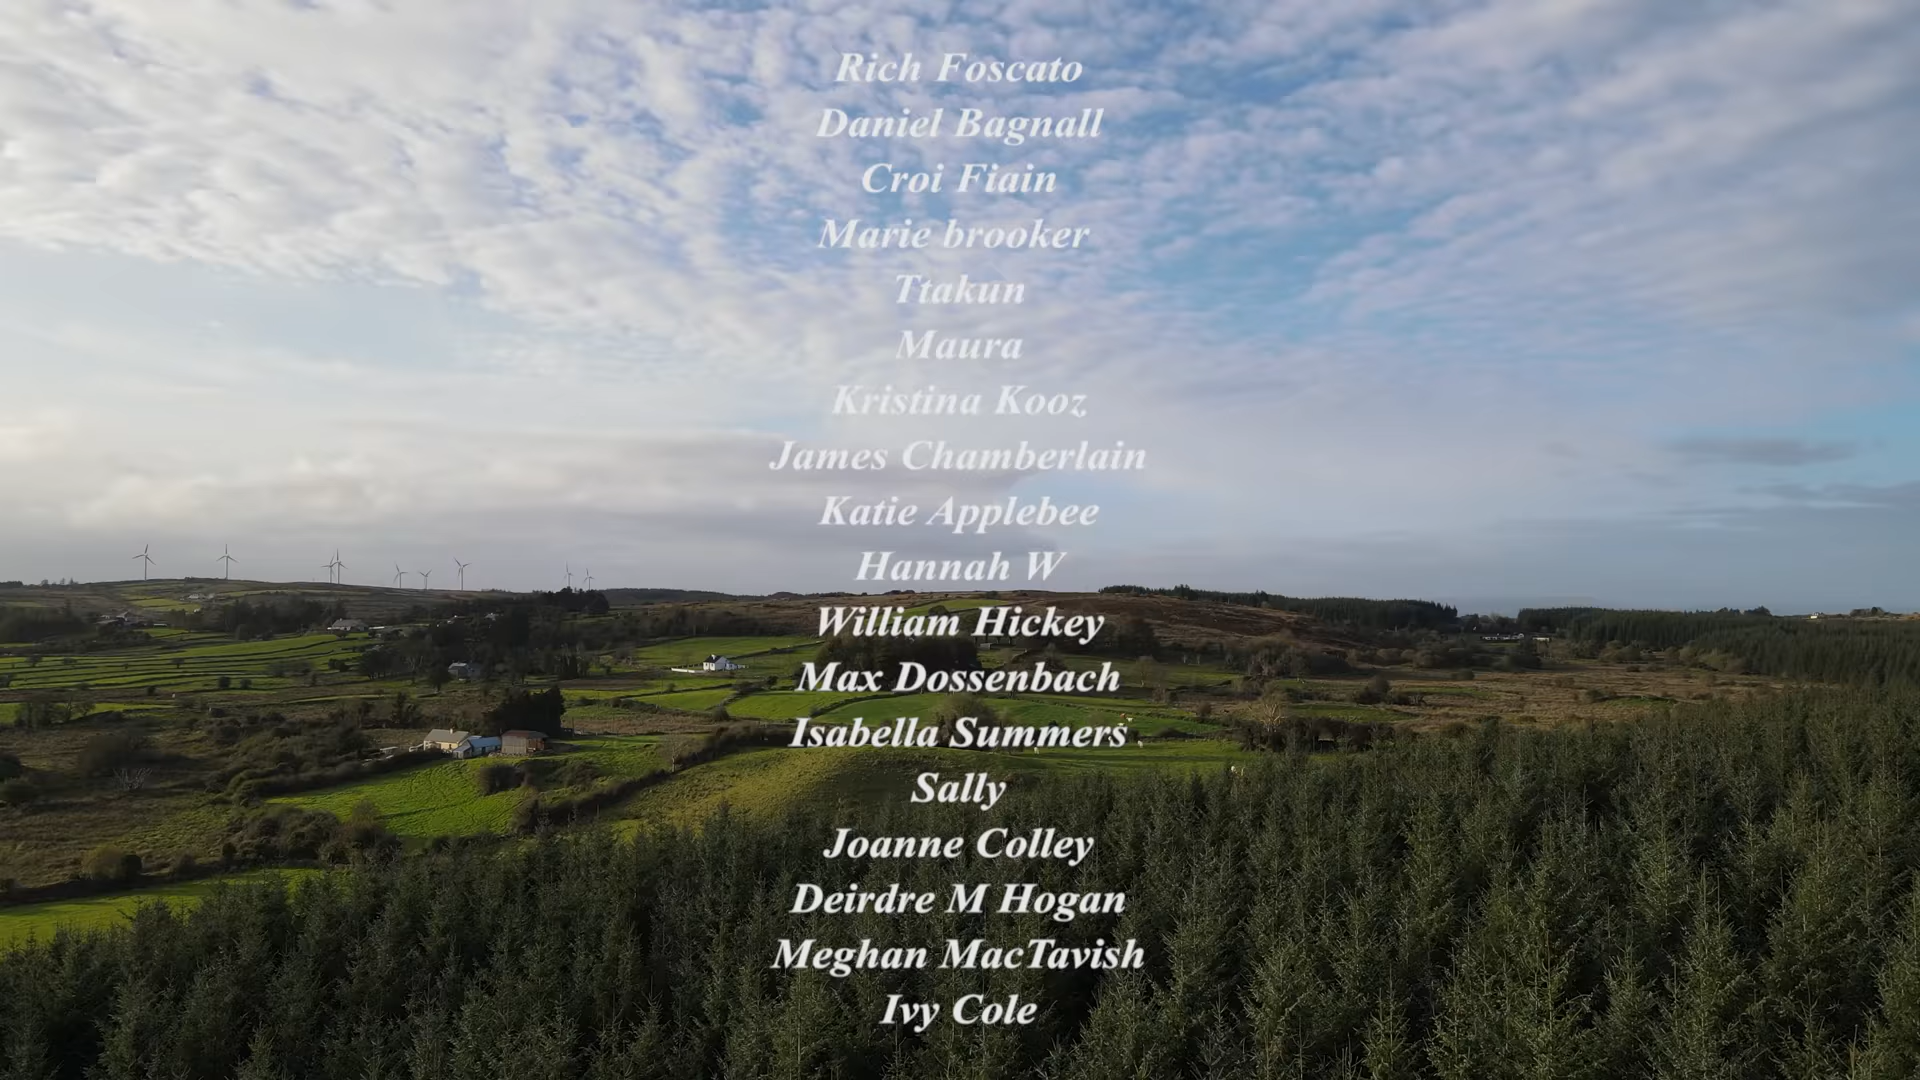 Rich Foscato
Daniel Bagnall
Croi Fiain
Marie brooker
Ttakun
Maura
Kristina Kooz
James Chamberlain
Katie Applebee
Hannah W
William Hickey
Max Dossenbach
Isabella Summers
Sally
Joanne Colley
Deirdre M Hogan
Meghan MacTavish
Ivy Cole